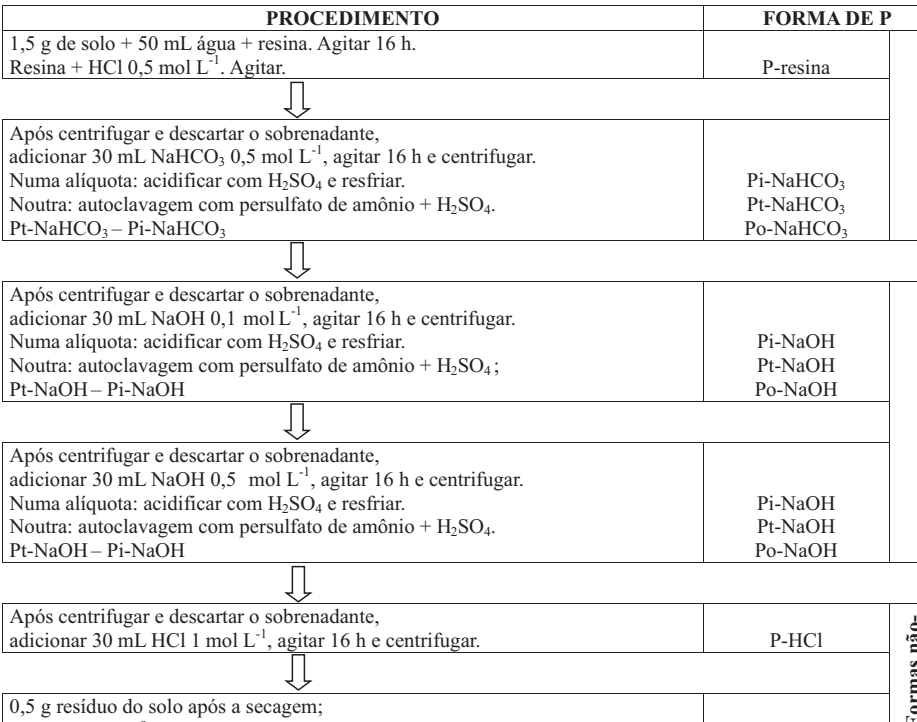 PROCEDIMENTO FORMA DE P
1,5 g de solo + 50 mL água + resina. Agitar 16 h.
Resina + HCl 0,5 mol L⁻¹. Agitar. P-resina
Após centrifugar e descartar o sobrenadante,
adicionar 30 mL NaHCO₃ 0,5 mol L⁻¹, agitar 16 h e centrifugar.
Numa alíquota: acidificar com H₂SO₄ e resfriar. Pi-NaHCO₃
Noutra: autoclavagem com persulfato de amônio + H₂SO₄. Pt-NaHCO₃
Pt-NaHCO₃ – Pi-NaHCO₃ Po-NaHCO₃
Após centrifugar e descartar o sobrenadante,
adicionar 30 mL NaOH 0,1 mol L⁻¹, agitar 16 h e centrifugar.
Numa alíquota: acidificar com H₂SO₄ e resfriar. Pi-NaOH
Noutra: autoclavagem com persulfato de amônio + H₂SO₄; Pt-NaOH
Pt-NaOH – Pi-NaOH Po-NaOH
Após centrifugar e descartar o sobrenadante,
adicionar 30 mL NaOH 0,5 mol L⁻¹, agitar 16 h e centrifugar.
Numa alíquota: acidificar com H₂SO₄ e resfriar. Pi-NaOH
Noutra: autoclavagem com persulfato de amônio + H₂SO₄. Pt-NaOH
Pt-NaOH – Pi-NaOH Po-NaOH
Após centrifugar e descartar o sobrenadante,
adicionar 30 mL HCl 1 mol L⁻¹, agitar 16 h e centrifugar. P-HCl
Formas não-
0,5 g resíduo do solo após a secagem;